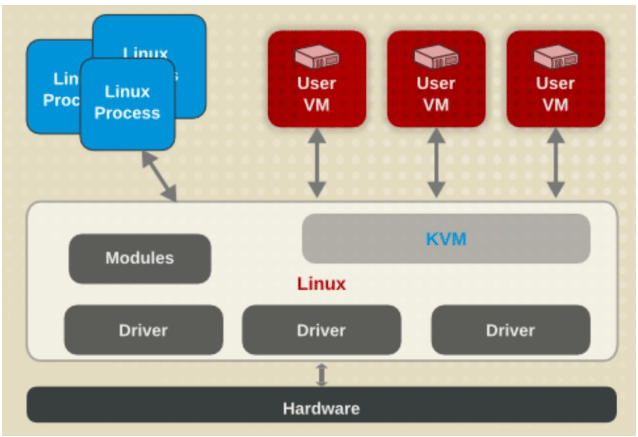 Linux
Lin
Proc
s
Linux
Process
User
VM
User
VM
User
VM
KVM
Modules
Linux
Driver
Driver
Driver
Hardware